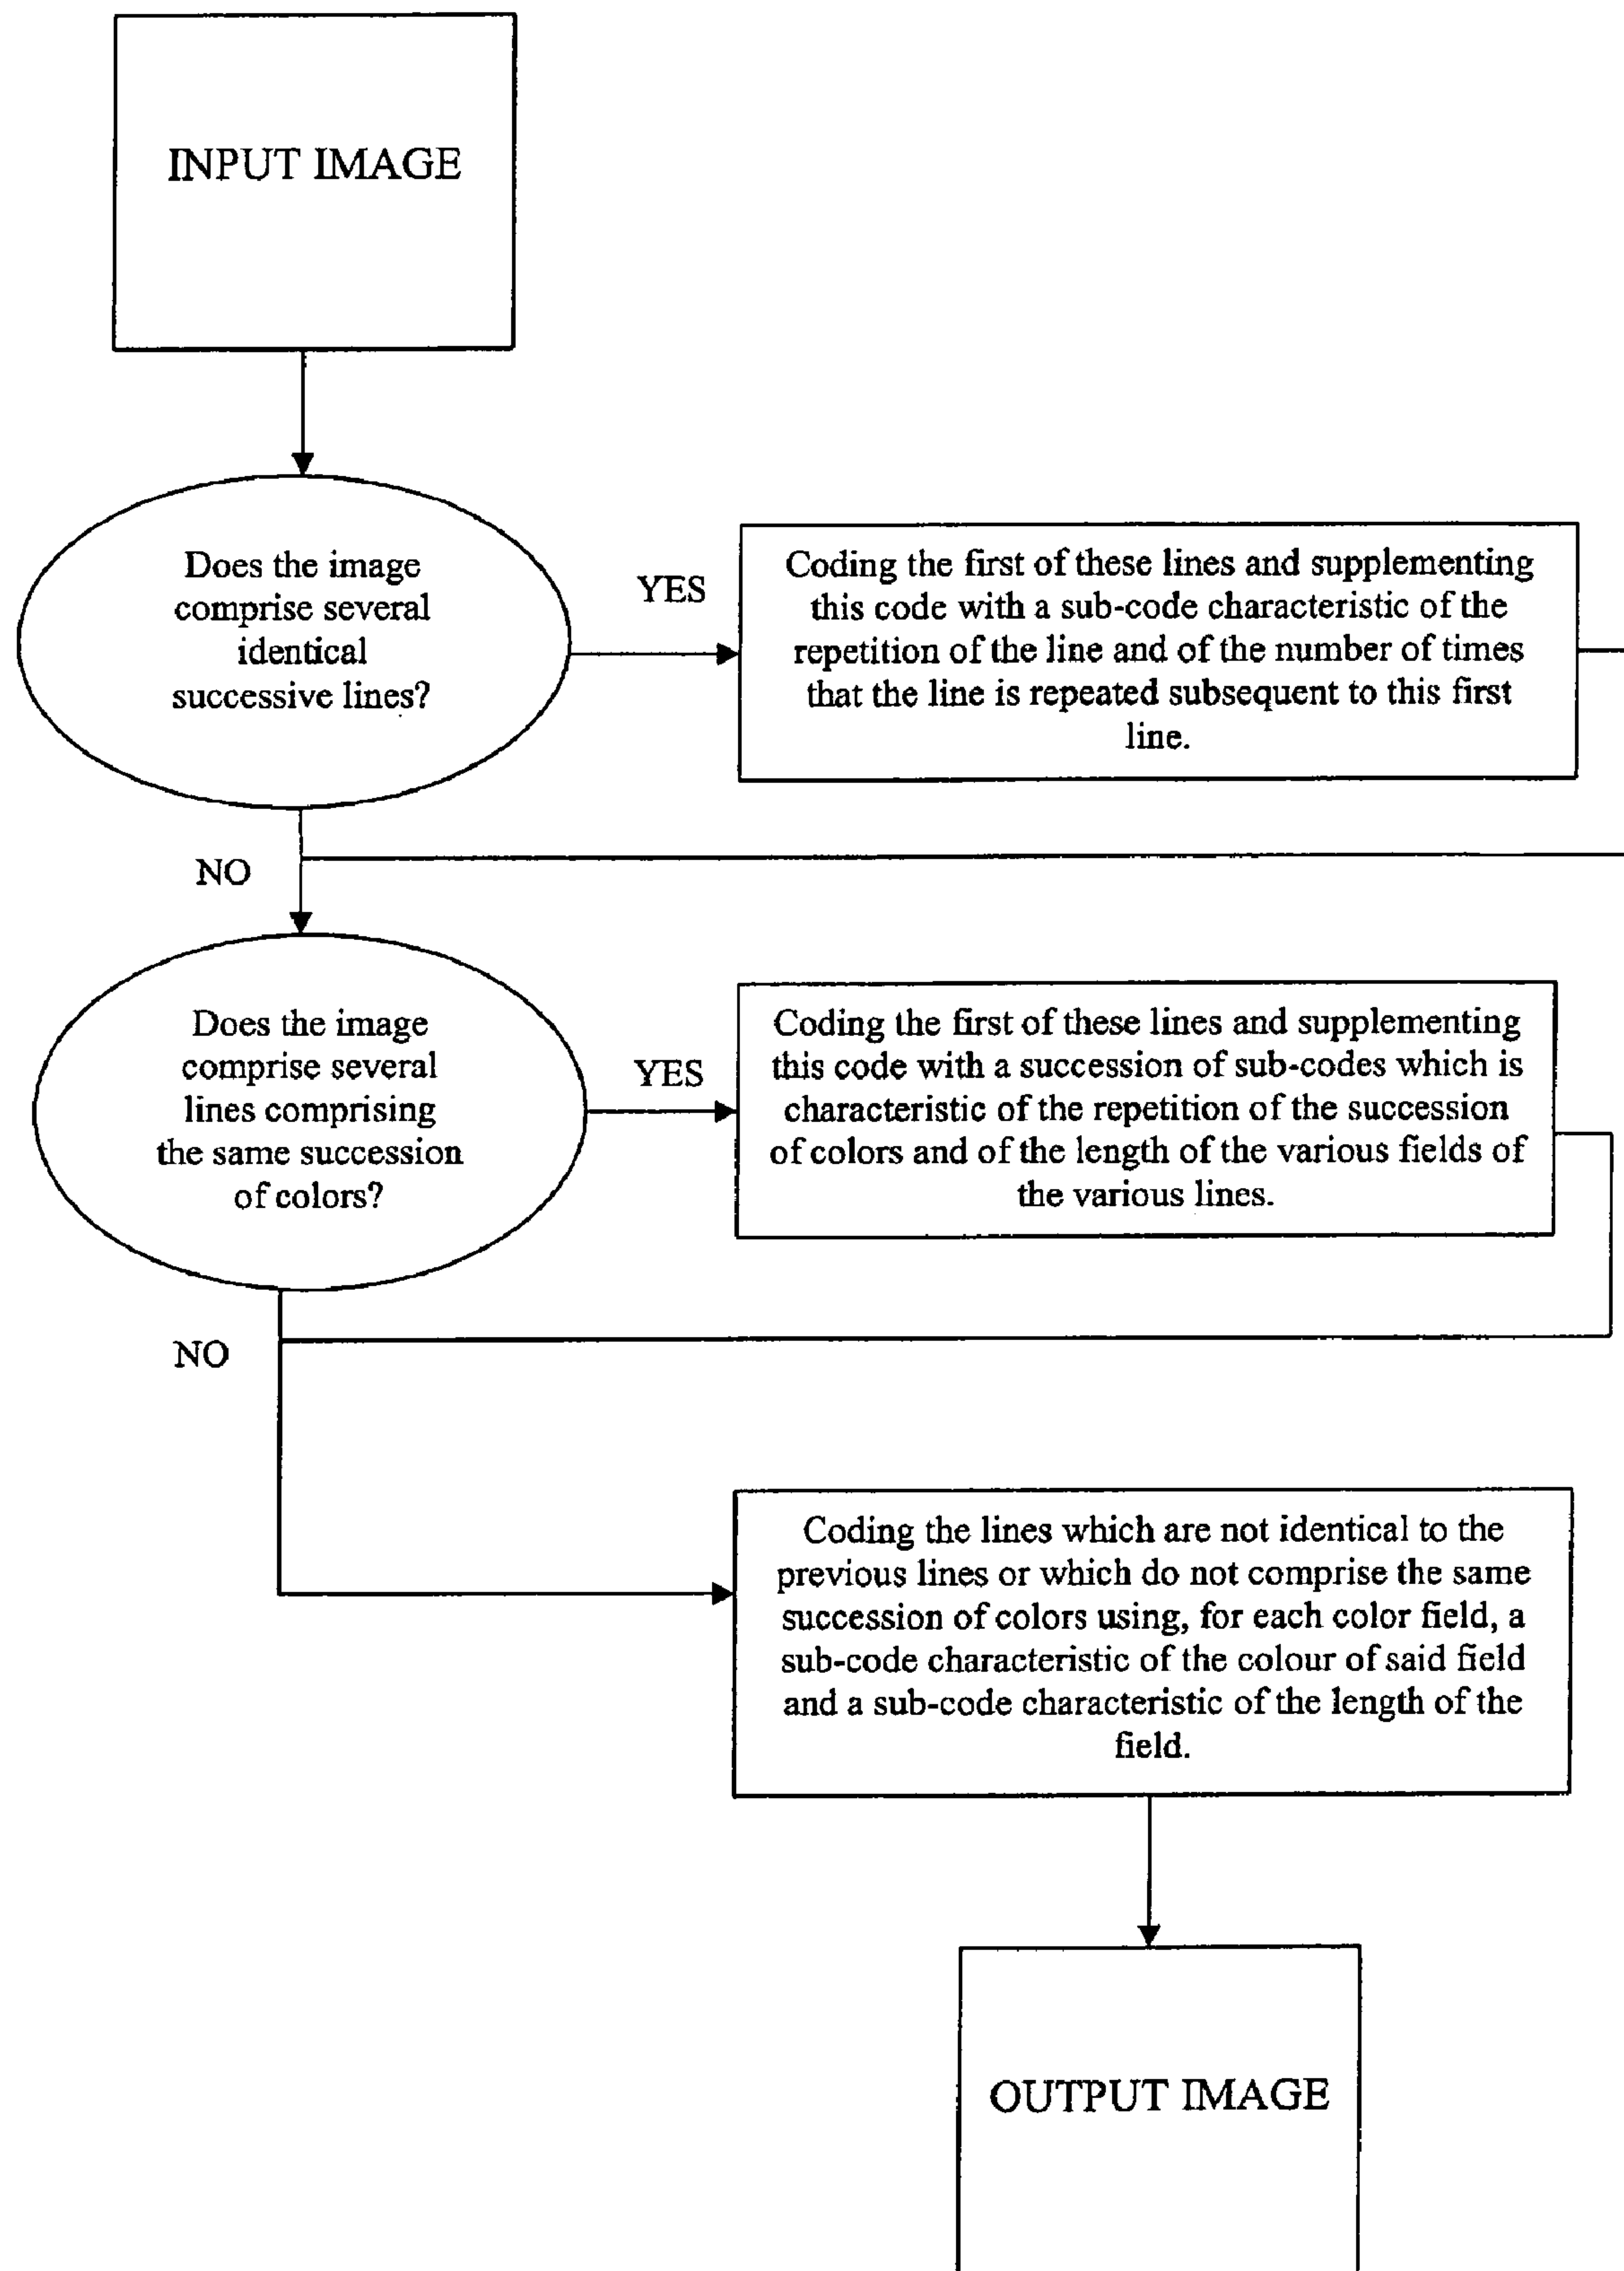 INPUT IMAGE
Does the image
comprise several
identical
successive lines?
YES
Coding the first of these lines and supplementing
this code with a sub-code characteristic of the
repetition of the line and of the number of times
that the line is repeated subsequent to this first
line.
NO
Does the image
comprise several
lines comprising
the same succession
of colors?
YES
Coding the first of these lines and supplementing
this code with a succession of sub-codes which is
characteristic of the repetition of the succession
of colors and of the length of the various fields of
the various lines.
NO
Coding the lines which are not identical to the
previous lines or which do not comprise the same
succession of colors using, for each color field, a
sub-code characteristic of the colour of said field
and a sub-code characteristic of the length of the
field.
OUTPUT IMAGE